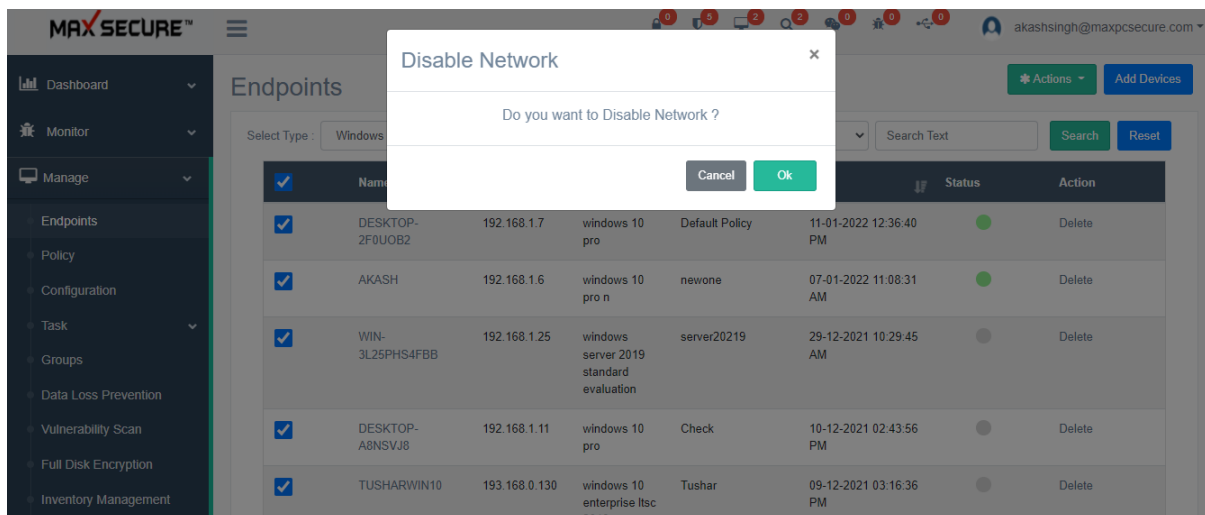 MAX SECURE™
0 5 2 2 0 0 0
akashsingh@maxpcsecure.com
Disable Network ×
Do you want to Disable Network ?
Cancel Ok
Dashboard
Monitor
Manage
Endpoints
Policy
Configuration
Task
Groups
Data Loss Prevention
Vulnerability Scan
Full Disk Encryption
Inventory Management
Endpoints
Actions Add Devices
Select Type : Windows Search Text Search Reset
Status Action
DESKTOP- 192.168.1.7 windows 10 Default Policy 11-01-2022 12:36:40 Delete
2F0UOB2 pro PM
AKASH 192.168.1.6 windows 10 newone 07-01-2022 11:08:31 Delete
pro n AM
WIN- 192.168.1.25 windows server20219 29-12-2021 10:29:45 Delete
3L25PHS4FBB server 2019 AM
standard
evaluation
DESKTOP- 192.168.1.11 windows 10 Check 10-12-2021 02:43:56 Delete
A8NSVJ8 pro PM
TUSHARWIN10 193.168.0.130 windows 10 Tushar 09-12-2021 03:16:36 Delete
enterprise ltsc PM